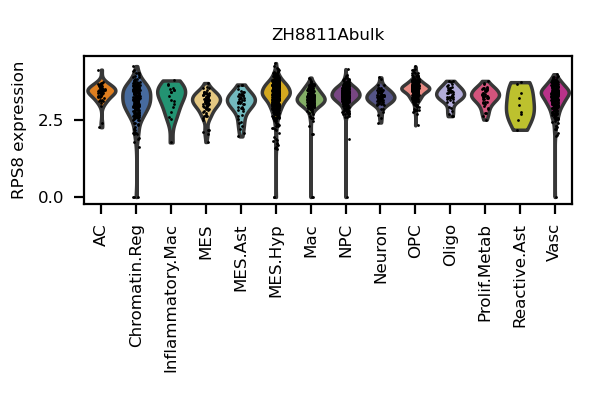 ZH8811Abulk
RPS8 expression
2.5
0.0
AC
Chromatin.Reg
Inflammatory.Mac
MES
MES.Ast
MES.Hyp
Mac
NPC
Neuron
OPC
Oligo
Prolif.Metab
Reactive.Ast
Vasc